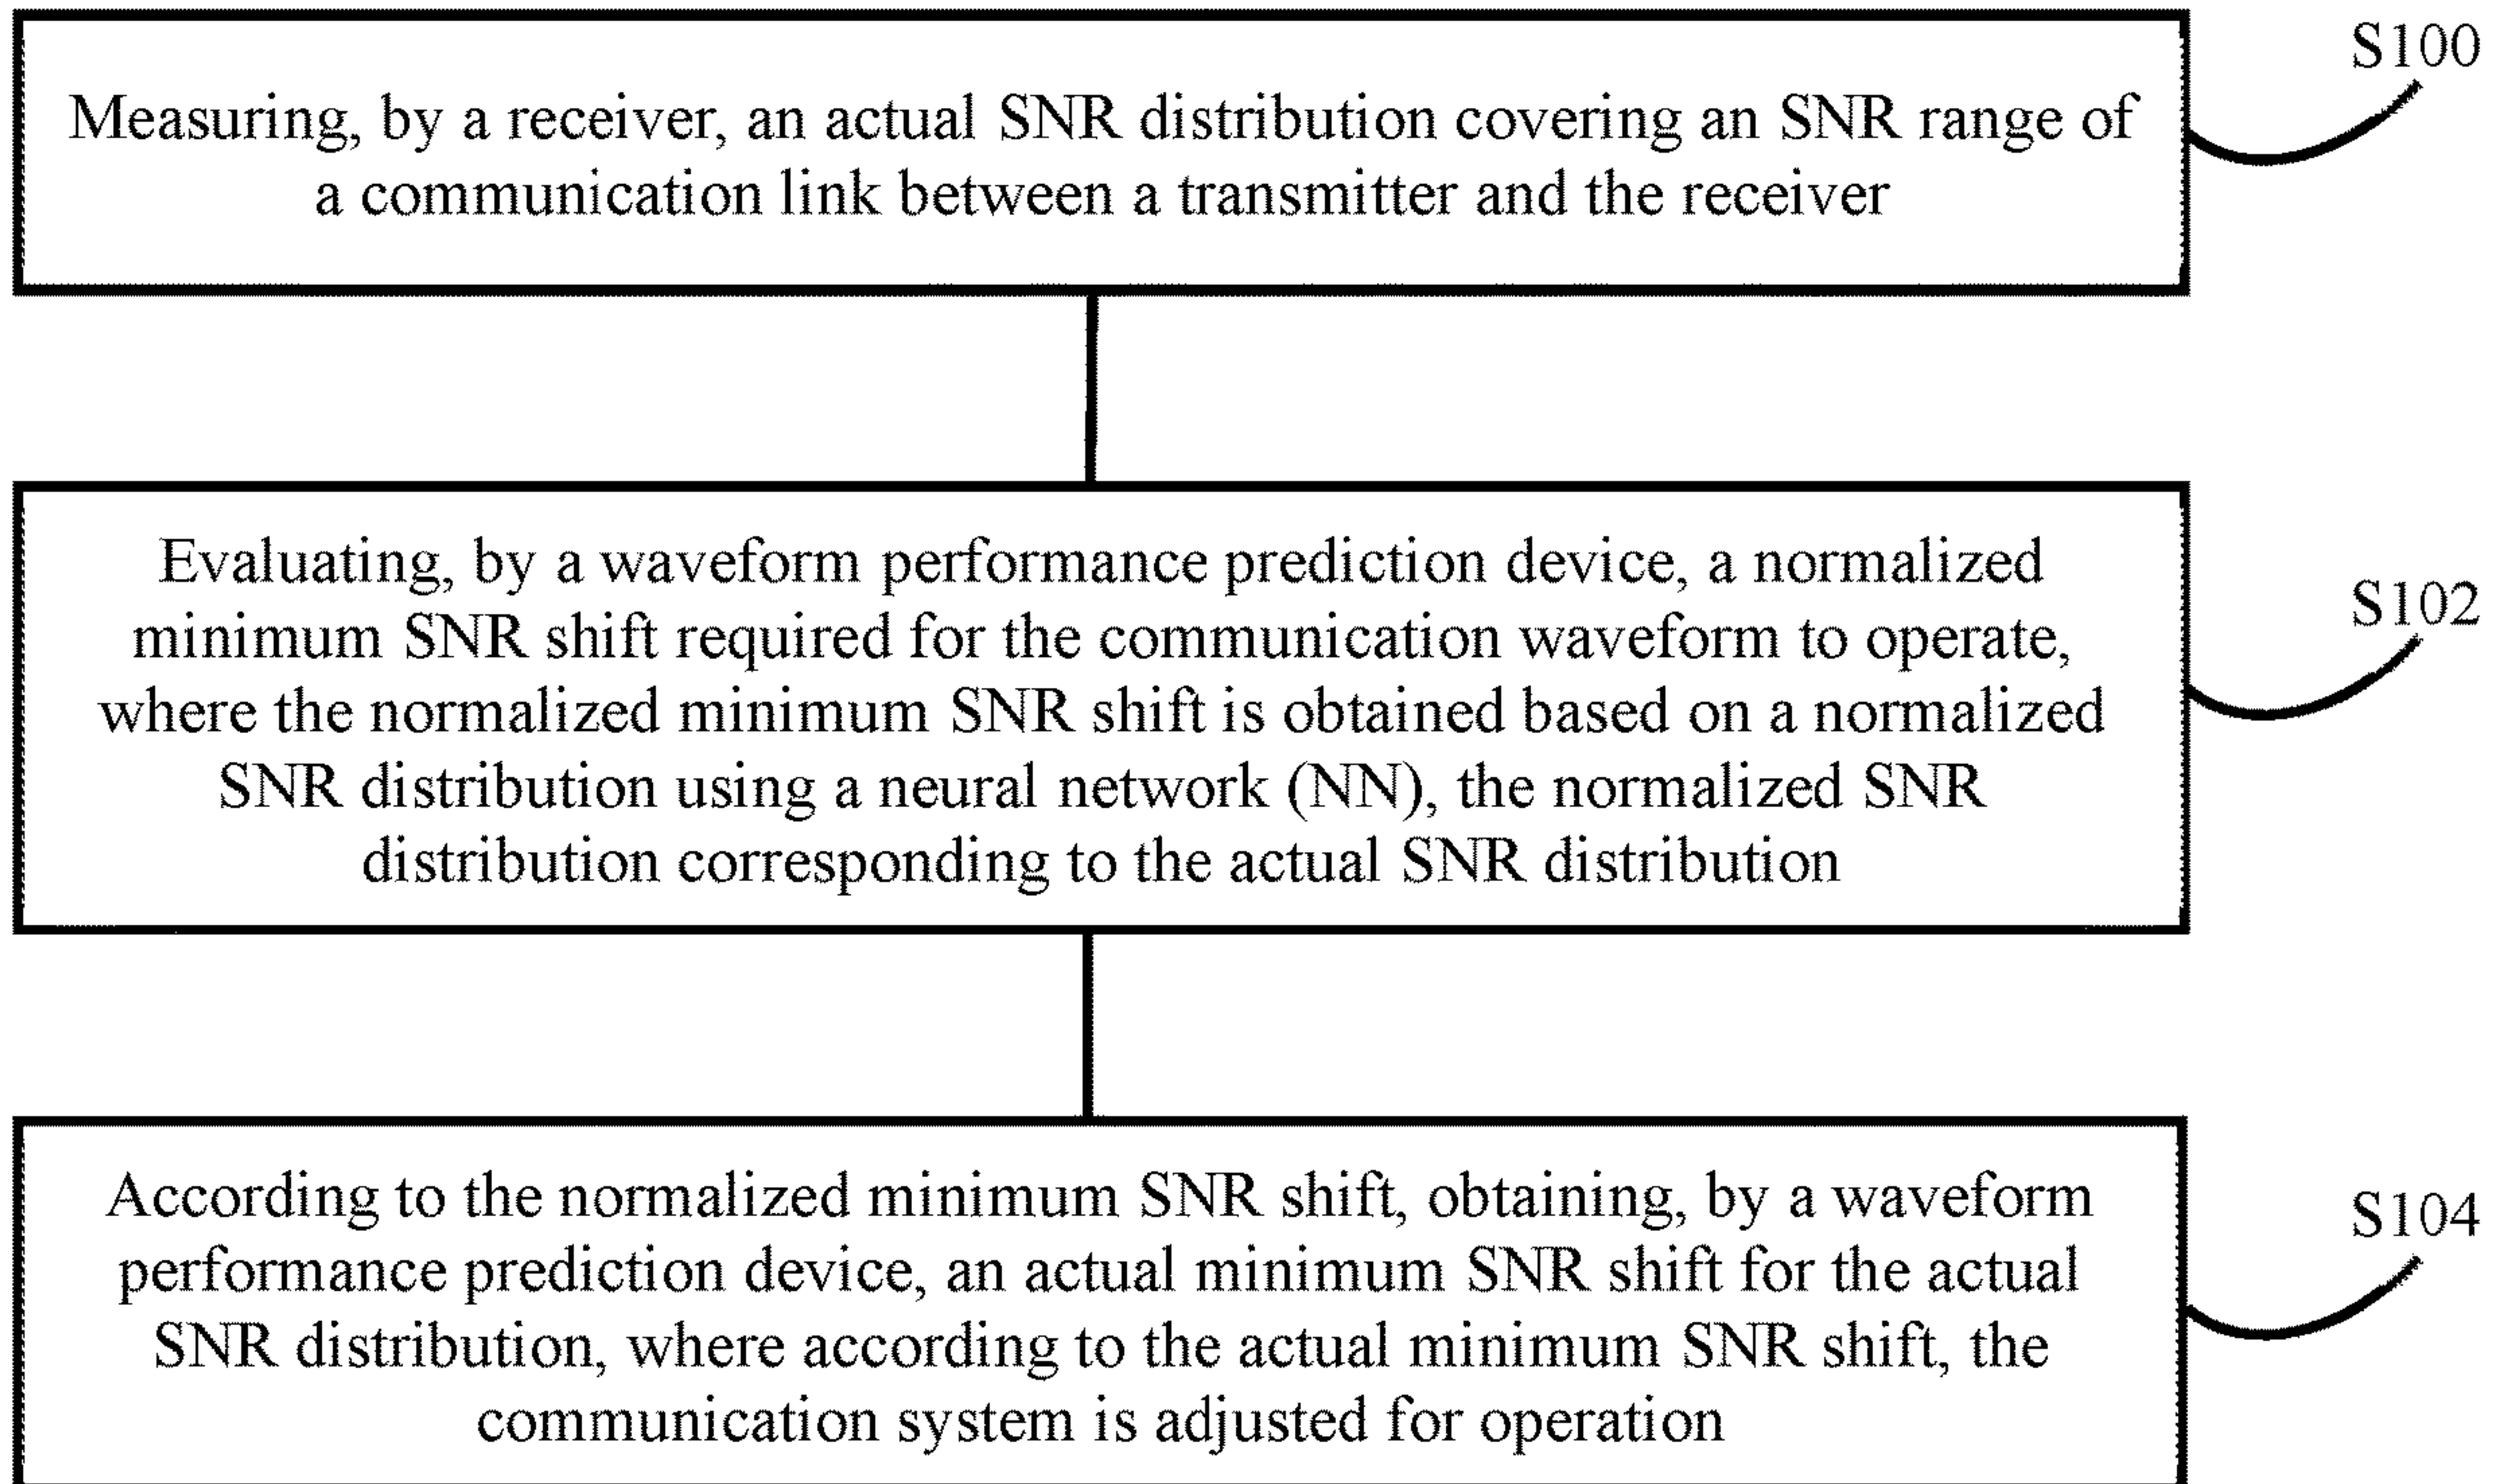 S100
Measuring, by a receiver, an actual SNR distribution covering an SNR range of
a communication link between a transmitter and the receiver
Evaluating, by a waveform performance prediction device, a normalized
S102
minimum SNR shift required for the communication waveform to operate,
where the normalized minimum SNR shift is obtained based on a normalized
SNR distribution using a neural network (NN), the normalized SNR
distribution corresponding to the actual SNR distribution
According to the normalized minimum SNR shift, obtaining, by a waveform
S104
performance prediction device, an actual minimum SNR shift for the actual
SNR distribution, where according to the actual minimum SNR shift, the
communication system is adjusted for operation